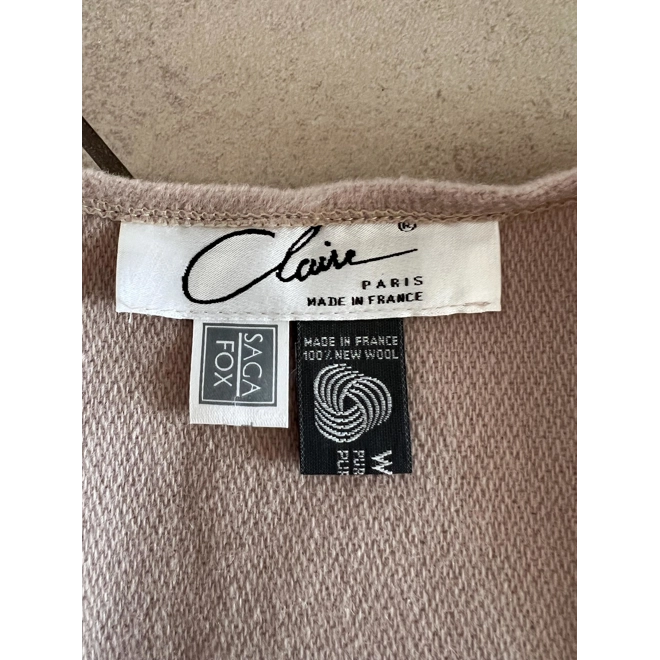 Claire ®
PARIS
MADE IN FRANCE
SAGA
FOX
MADE IN FRANCE
100% NEW WOOL